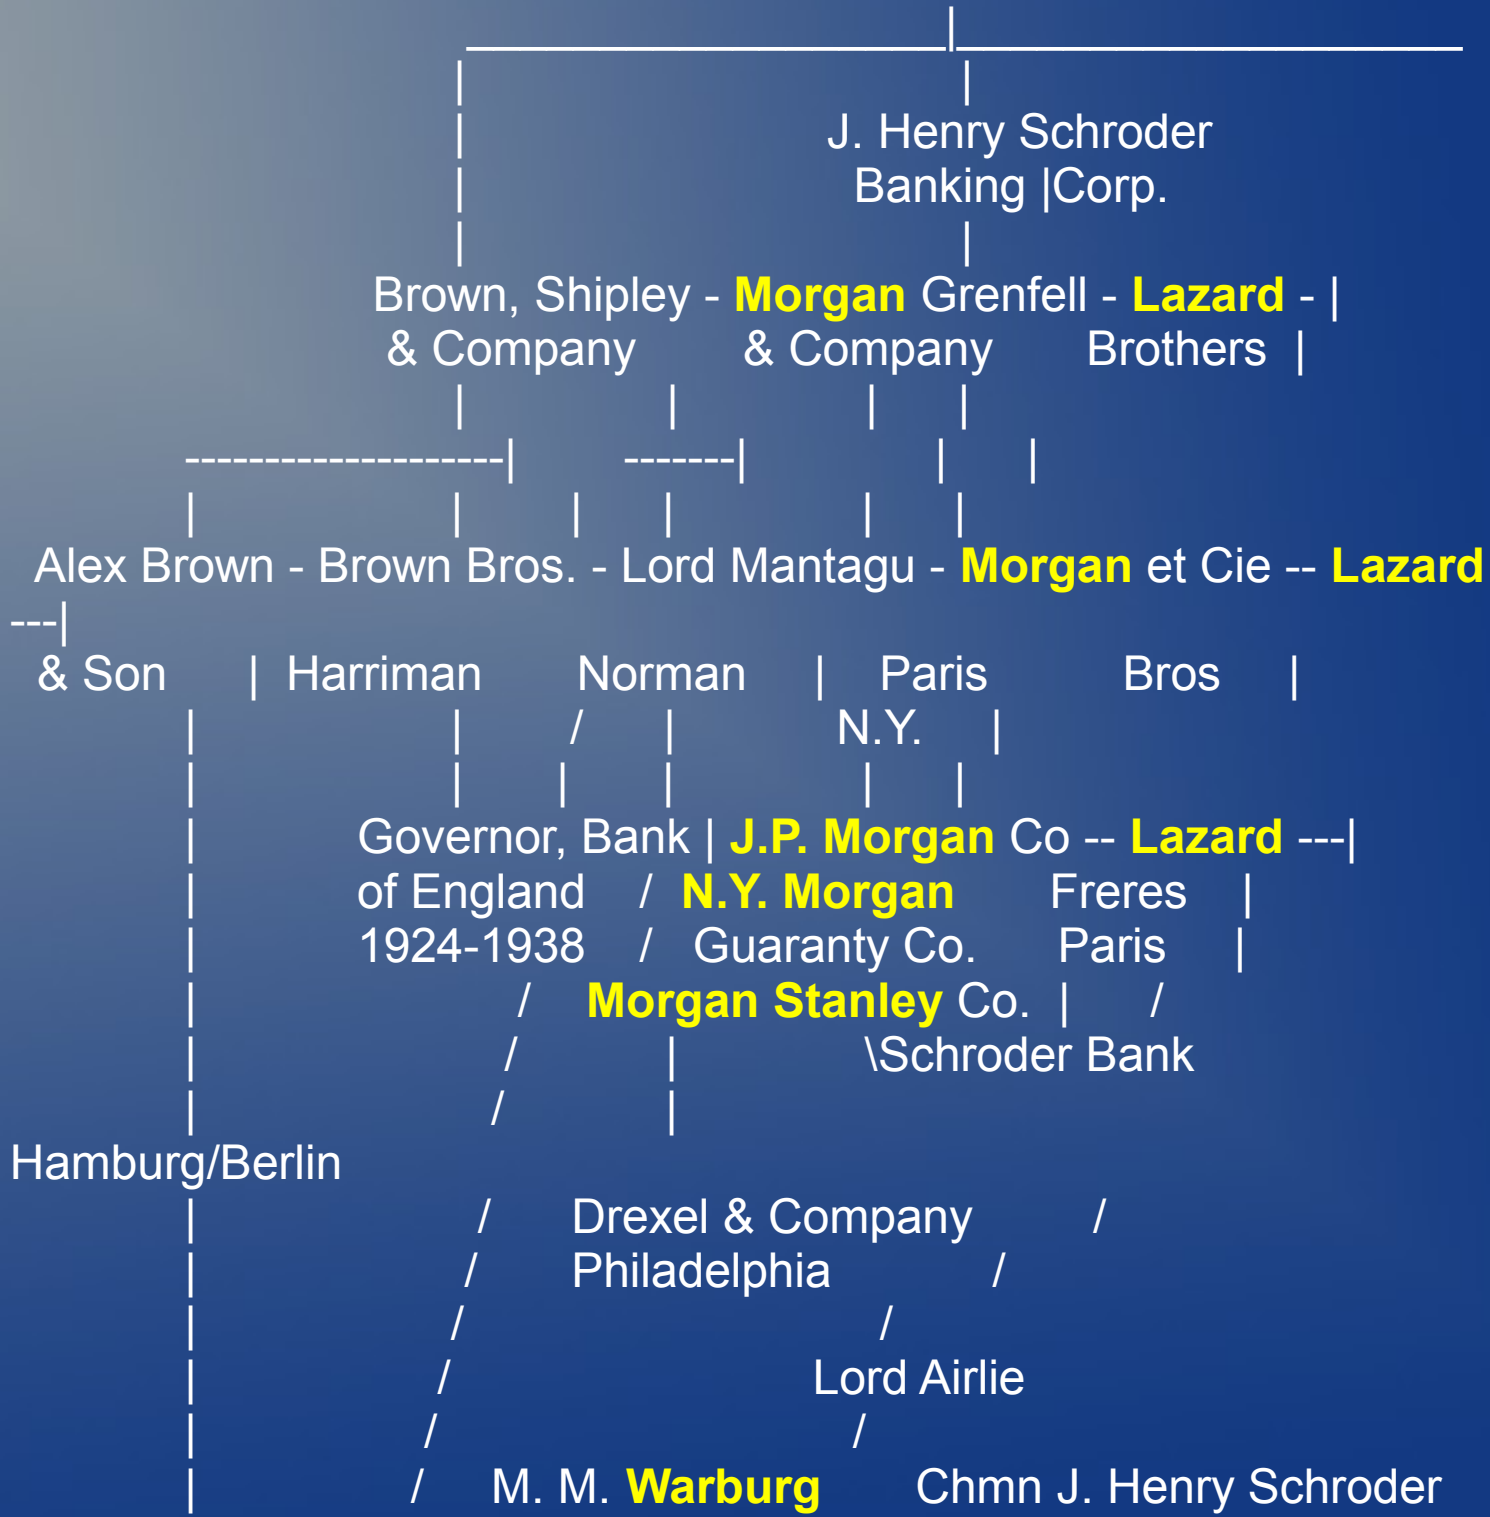 |
___________________|____________________
| |
| J. Henry Schroder
| Banking |Corp.
| |
Brown, Shipley - Morgan Grenfell - Lazard - |
& Company & Company Brothers |
| | | |
--------------------| -------| | |
| | | | | |
Alex Brown - Brown Bros. - Lord Mantagu - Morgan et Cie -- Lazard
---|
& Son | Harriman Norman | Paris Bros |
| | / | N.Y. |
| | | | | |
| Governor, Bank | J.P. Morgan Co -- Lazard ---|
| of England / N.Y. Morgan Freres |
| 1924-1938 / Guaranty Co. Paris |
| / Morgan Stanley Co. | /
| / | \Schroder Bank
| / |
Hamburg/Berlin
| / Drexel & Company /
| / Philadelphia /
| / /
| / Lord Airlie
| / /
| / M. M. Warburg Chmn J. Henry Schroder